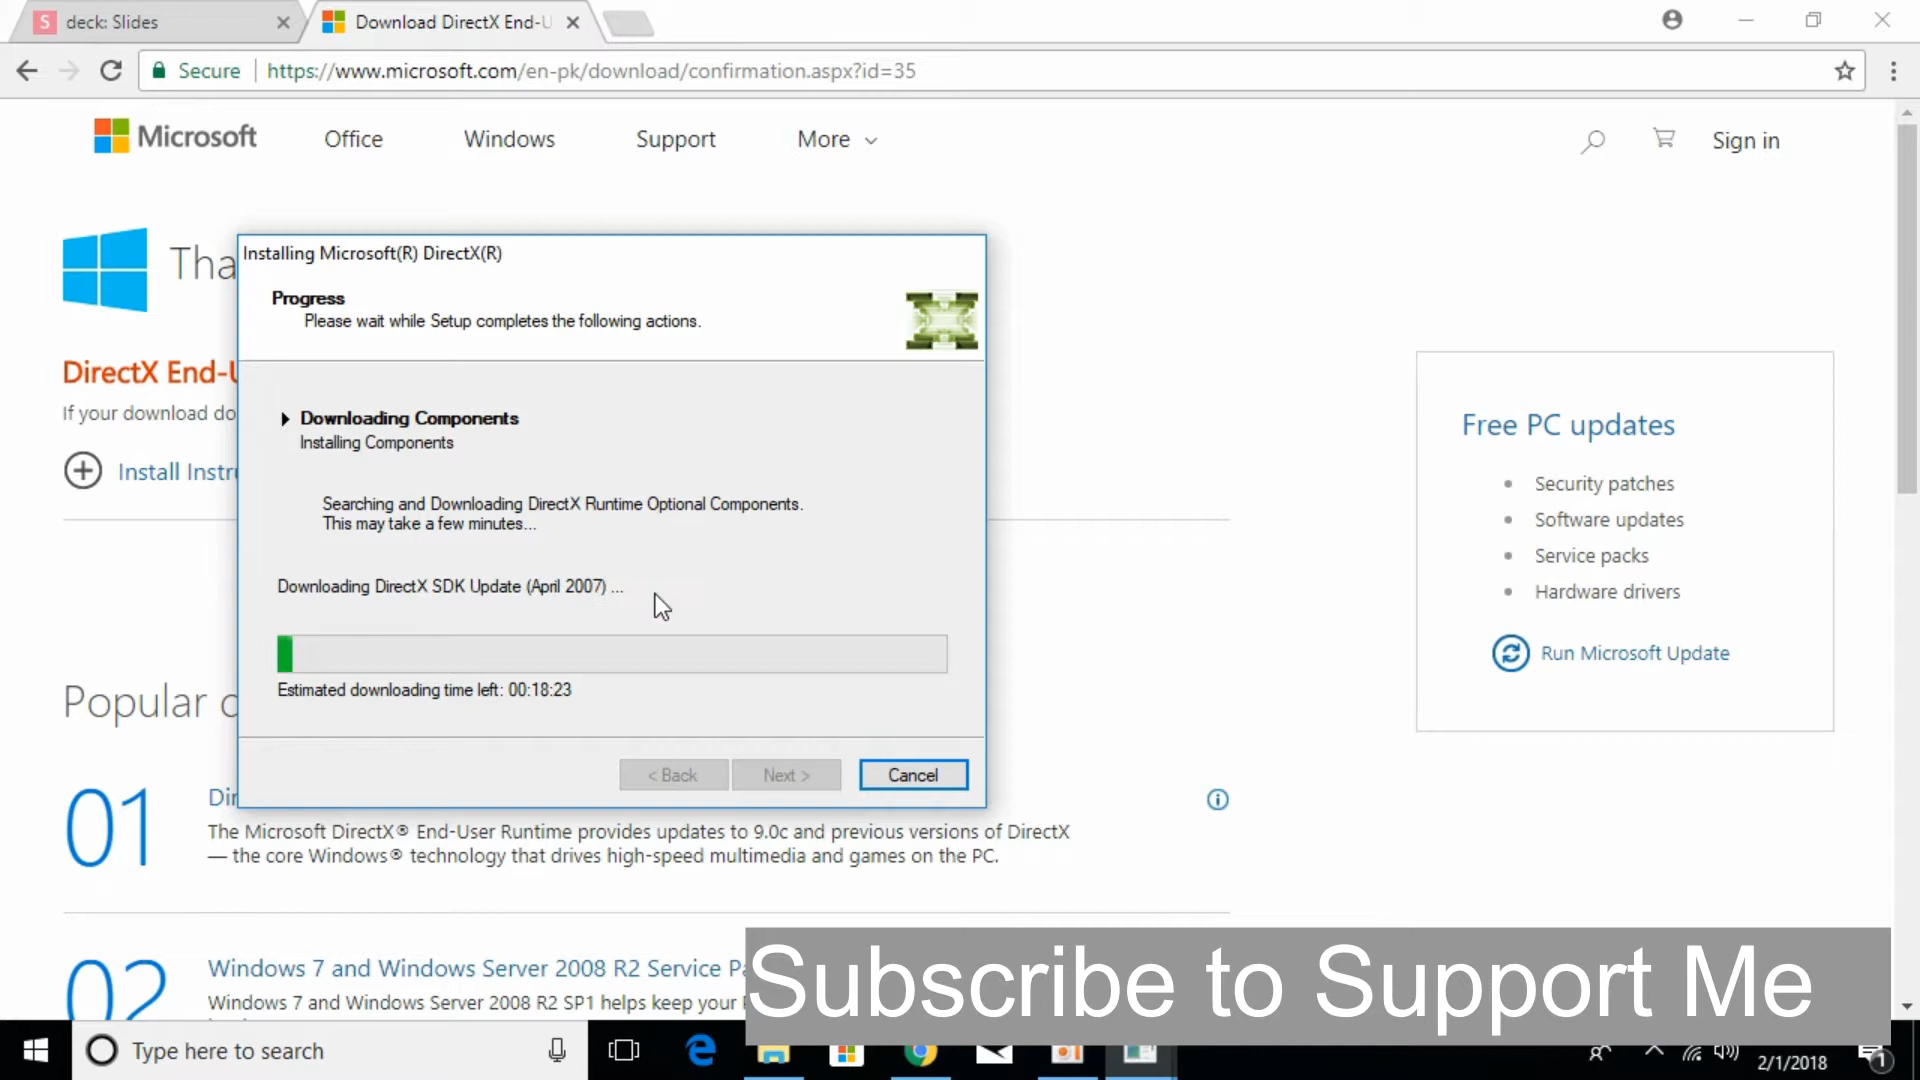 S deck: Slides
Download DirectX End-U
Secure https://www.microsoft.com/en-pk/download/confirmation.aspx?id=35
Microsoft Office Windows Support More Sign in
Tha
Installing Microsoft(R) DirectX(R)
Progress
Please wait while Setup completes the following actions.
DirectX End-U
If your download do
Install Instru
Downloading Components
Installing Components
Searching and Downloading DirectX Runtime Optional Components.
This may take a few minutes...
Downloading DirectX SDK Update (April 2007) ...
Estimated downloading time left: 00:18:23
< Back Next > Cancel
Free PC updates
Security patches
Software updates
Service packs
Hardware drivers
Run Microsoft Update
Popular
01
Dir
The Microsoft DirectX® End-User Runtime provides updates to 9.0c and previous versions of DirectX
— the core Windows® technology that drives high-speed multimedia and games on the PC.
02
Windows 7 and Windows Server 2008 R2 Service Pa
Windows 7 and Windows Server 2008 R2 SP1 helps keep your
Subscribe to Support Me
Type here to search
2/1/2018
1